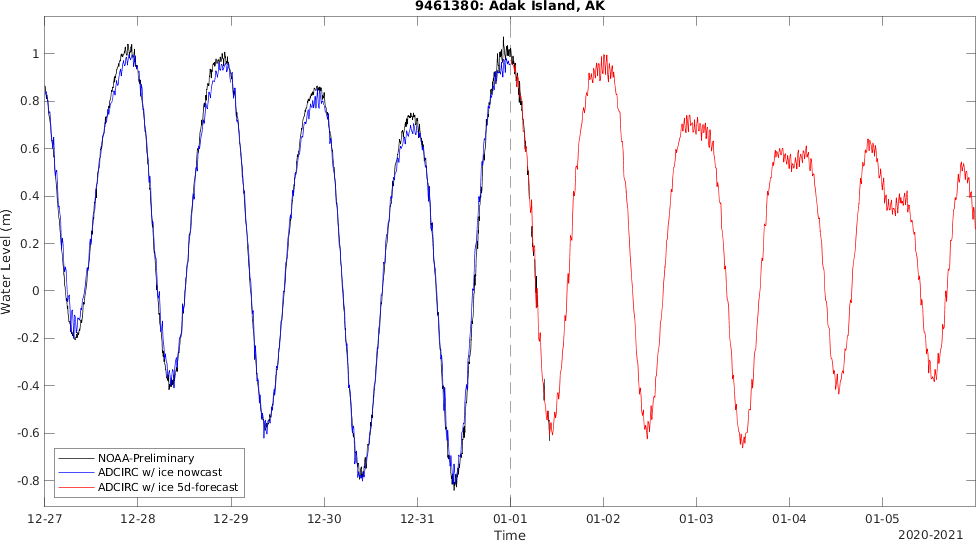 9461380: Adak Island, AK
Water Level (m)
1
0.8
0.6
0.4
0.2
0
-0.2
-0.4
-0.6
-0.8
NOAA-Preliminary
ADCIRC w/ ice nowcast
ADCIRC w/ ice 5d-forecast
12-27 12-28 12-29 12-30 12-31 01-01 01-02 01-03 01-04 01-05
Time
2020-2021